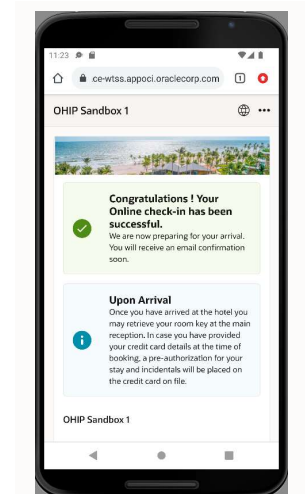 11:23
.ce-wtss.appoci.oraclecorp.com
1
OHIP Sandbox 1
Congratulations ! Your
Online check-in has been
successful.
We are now preparing for your arrival.
You will receive an email confirmation
soon.
Upon Arrival
Once you have arrived at the hotel you
may retrieve your room key at the main
reception. In case you have provided
your credit card details at the time of
booking, a pre-authorization for your
stay and incidentals will be placed on
the credit card on file.
OHIP Sandbox 1